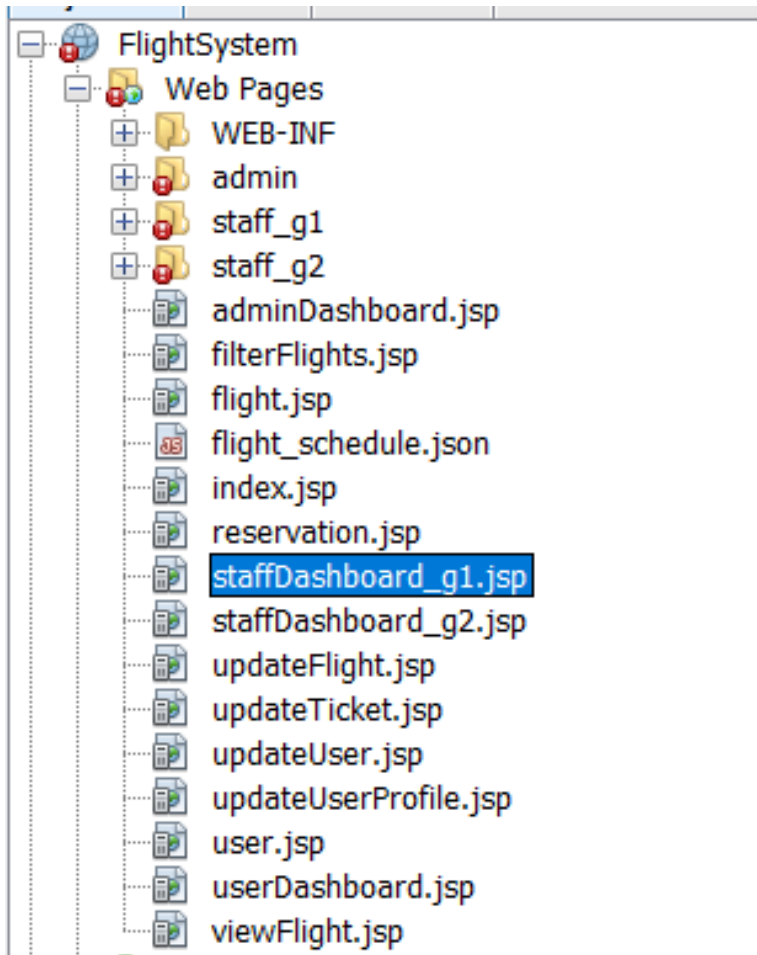 FlightSystem
Web Pages
WEB-INF
admin
staff_g1
staff_g2
adminDashboard.jsp
filterFlights.jsp
flight.jsp
flight_schedule.json
index.jsp
reservation.jsp
staffDashboard_g1.jsp
staffDashboard_g2.jsp
updateFlight.jsp
updateTicket.jsp
updateUser.jsp
updateUserProfile.jsp
user.jsp
userDashboard.jsp
viewFlight.jsp